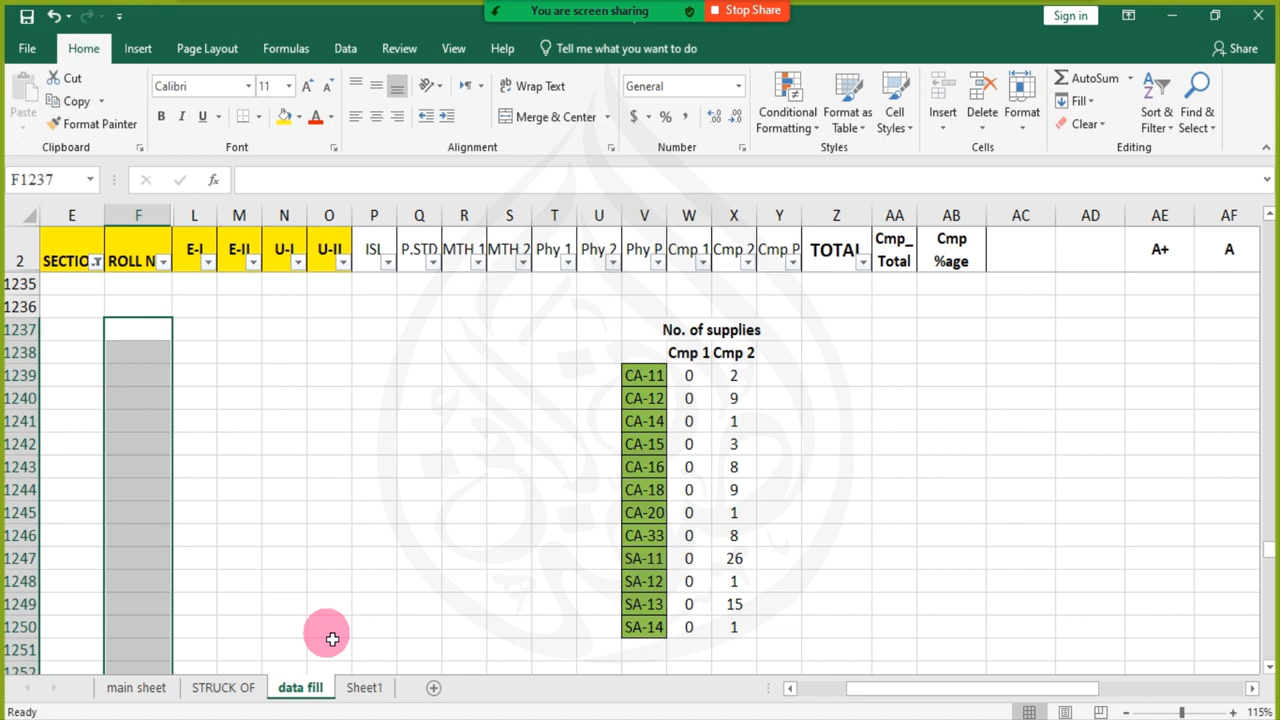 You are screen sharing Stop Share
Sign in
File Home Insert Page Layout Formulas Data Review View Help Tell me what you want to do Share
Paste Cut Copy Format Painter
Calibri 11
B I U A
Wrap Text
Merge & Center
General
$ % ,
Conditional Formatting Format as Table Cell Styles
Insert Delete Format
AutoSum Fill Clear
Sort & Filter Find & Select
Clipboard Font Alignment Number Styles Cells Editing
F1237 fx
E F L M N O P Q R S T U V W X Y Z AA AB AC AD AE AF
2 SECTIO ROLL N E-I E-II U-I U-II ISL P.STD. MTH 1 MTH 2 Phy 1 Phy 2 Phy P Cmp 1 Cmp 2 Cmp P TOTAL Cmp_ Total Cmp %age A+ A
1235
1236
1237 No. of supplies
1238 Cmp 1 Cmp 2
1239 CA-11 0 2
1240 CA-12 0 9
1241 CA-14 0 1
1242 CA-15 0 3
1243 CA-16 0 8
1244 CA-18 0 9
1245 CA-20 0 1
1246 CA-33 0 8
1247 SA-11 0 26
1248 SA-12 0 1
1249 SA-13 0 15
1250 SA-14 0 1
1251
1252
main sheet STRUCK OF data fill Sheet1
Ready 115%